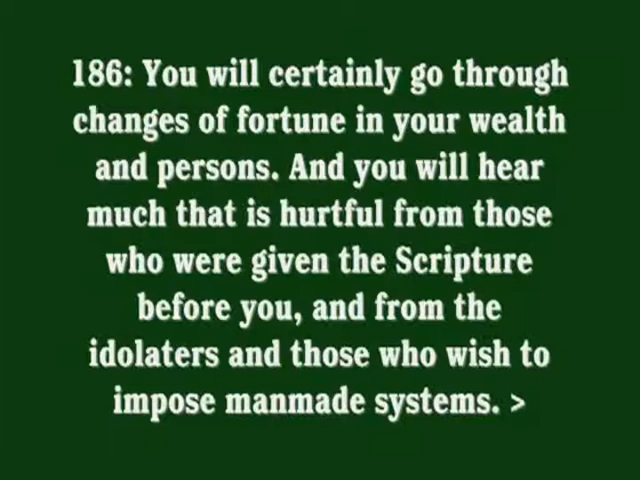 186: You will certainly go through
changes of fortune in your wealth
and persons. And you will hear
much that is hurtful from those
who were given the Scripture
before you, and from the
idolaters and those who wish to
impose manmade systems. >